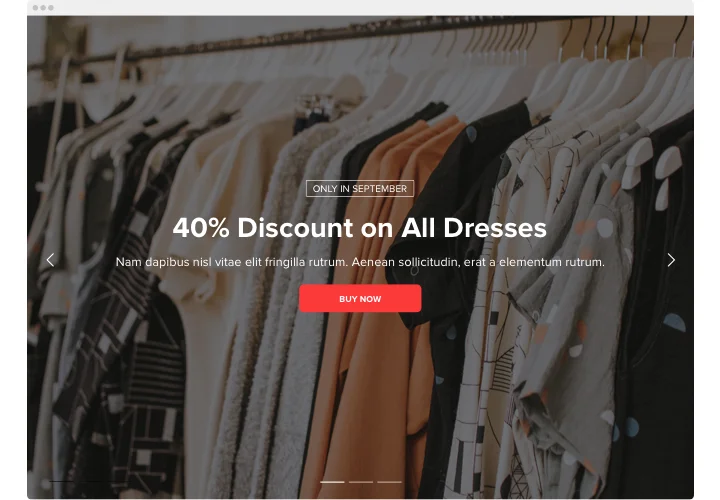 ONLY IN SEPTEMBER
40% Discount on All Dresses
Nam dapibus nisl vitae elit fringilla rutrum. Aenean sollicitudin, erat a elementum rutrum.
BUY NOW